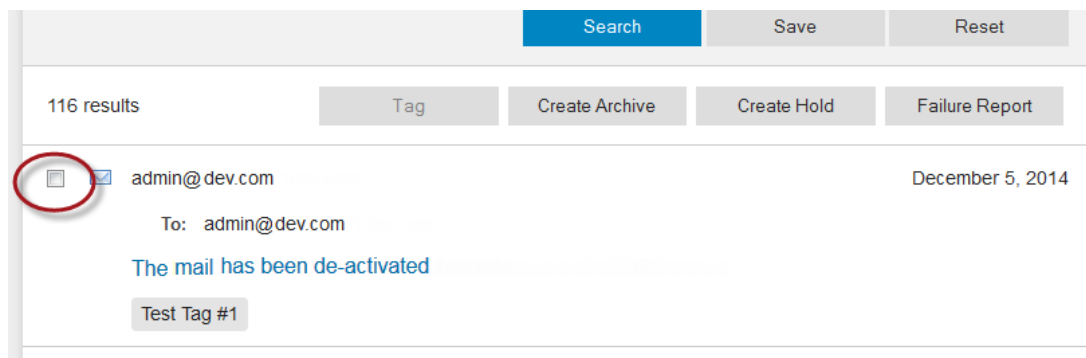 Search Save Reset
116 results Tag Create Archive Create Hold Failure Report
admin@dev.com December 5, 2014
To: admin@dev.com
The mail has been de-activated
Test Tag #1